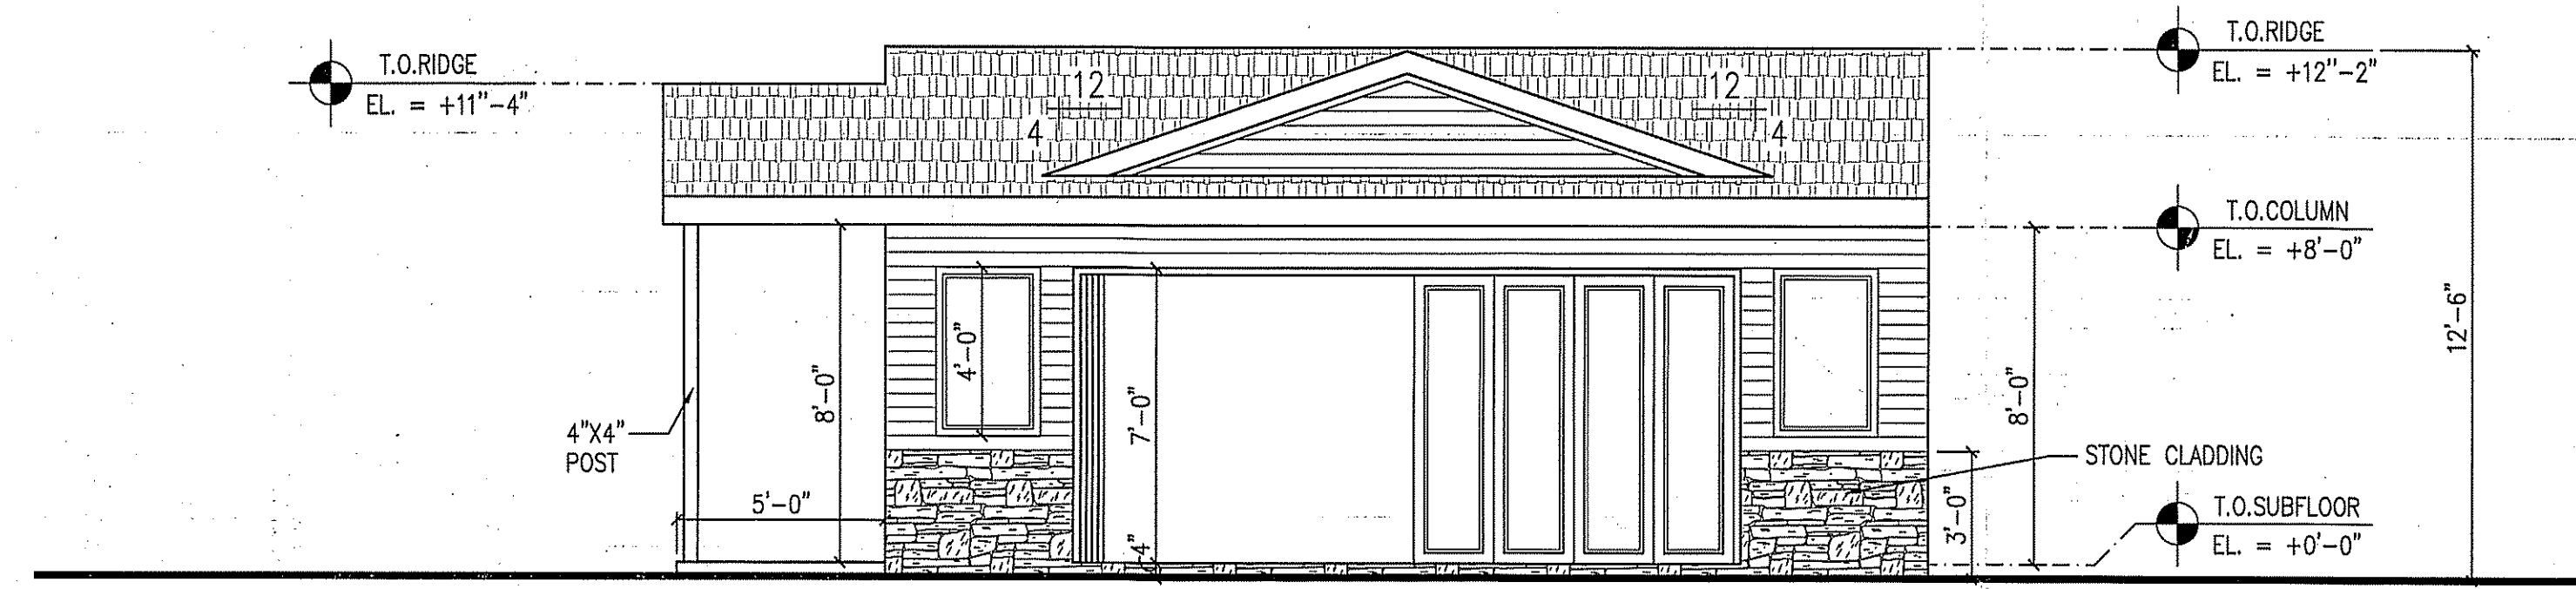 T.O.RIDGE
EL. = +11"-4"
T.O.RIDGE
EL. = +12"-2"
12
4
12
4
T.O.COLUMN
EL. = +8'-0"
12'-6"
4'-0"
8'-0"
7'-0"
8'-0"
4"X4"
POST
STONE CLADDING
5'-0"
3'-0"
T.O.SUBFLOOR
EL. = +0'-0"
4"